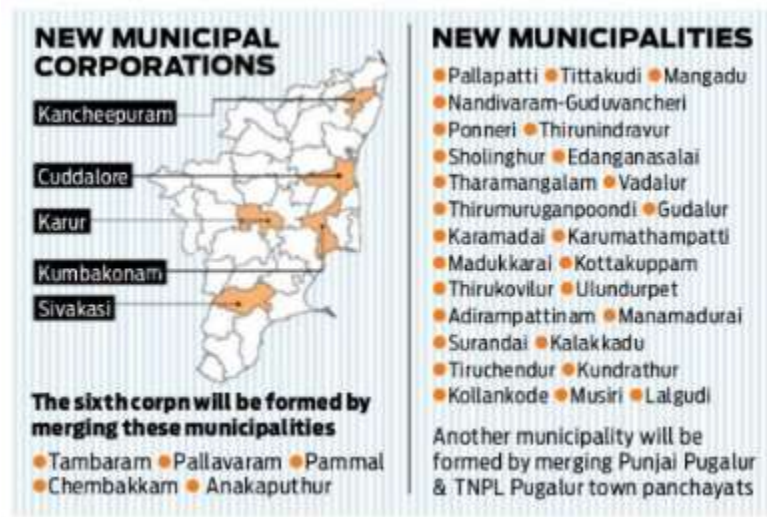 NEW MUNICIPAL
CORPORATIONS
Kancheepuram
Cuddalore
Karur
Kumbakonam
Sivakasi
The sixth corpn will be formed by
merging these municipalities
•Tambaram •Pallavaram •Pammal
•Chembakkam • Anakaputhur
NEW MUNICIPALITIES
•Pallapatti •Tittakudi •Mangadu
•Nandivaram-Guduvancheri
•Ponneri •Thirunindravur
•Sholinghur •Edanganasalai
•Tharamangalam •Vadalur
•Thirumuruganpoondi •Gudalur
•Karamadai •Karumathampatti
•Madukkarai •Kottakuppam
•Thirukovilur •Ulundurpet
•Adirampattinam •Manamadurai
•Surandai •Kalakkadu
•Tiruchendur •Kundrathur
•Kollankode •Musiri •Lalgudi
Another municipality will be
formed by merging Punjai Pugalur
& TNPL Pugalur town panchayats